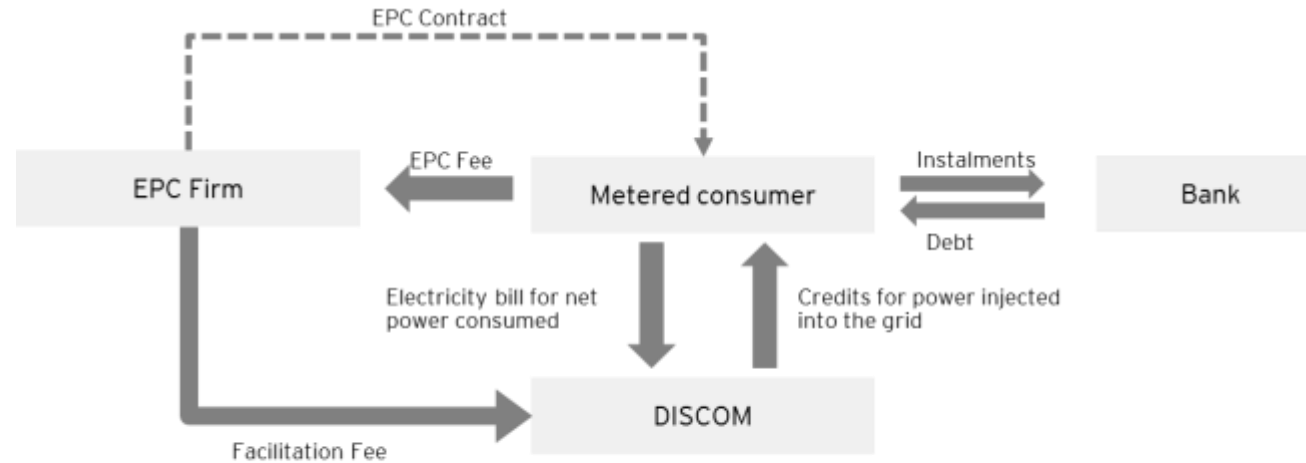 EPC Contract
EPC Firm
EPC Fee
Metered consumer
Instalments
Debt
Bank
Electricity bill for net
power consumed
Credits for power injected
into the grid
DISCOM
Facilitation Fee